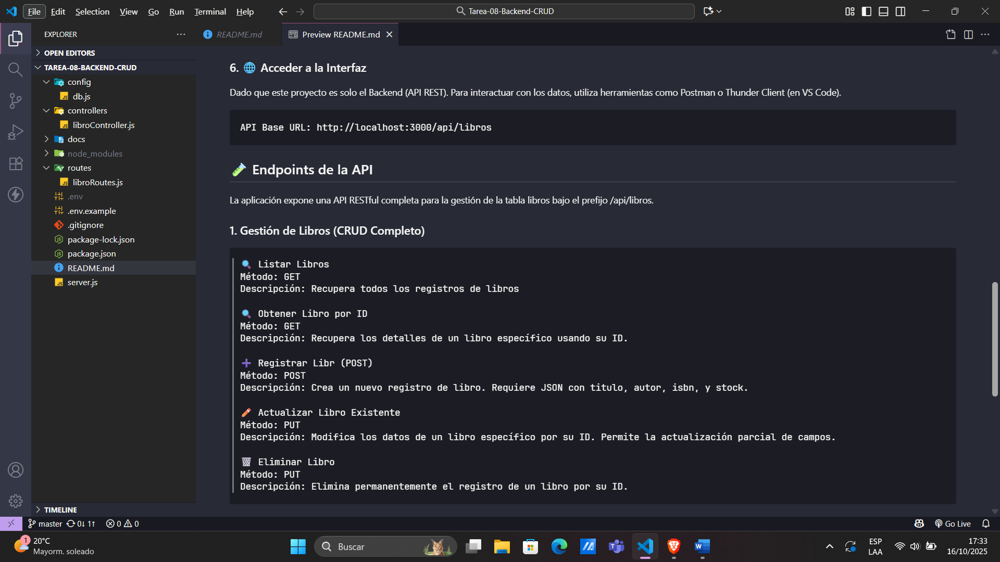 File Edit Selection View Go Run Terminal Help
Tarea-08-Backend-CRUD
EXPLORER
README.md
Preview README.md
OPEN EDITORS
TAREA-08-BACKEND-CRUD
config
db.js
controllers
libroController.js
docs
node_modules
routes
libroRoutes.js
.env
.env.example
.gitignore
package-lock.json
package.json
README.md
server.js
TIMELINE
6. 🌐 Acceder a la Interfaz
Dado que este proyecto es solo el Backend (API REST). Para interactuar con los datos, utiliza herramientas como Postman o Thunder Client (en VS Code).
API Base URL: http://localhost:3000/api/libros
🧪 Endpoints de la API
La aplicación expone una API RESTful completa para la gestión de la tabla libros bajo el prefijo /api/libros.
1. Gestión de Libros (CRUD Completo)
🔍 Listar Libros
Método: GET
Descripción: Recupera todos los registros de libros
🔍 Obtener Libro por ID
Método: GET
Descripción: Recupera los detalles de un libro específico usando su ID.
➕ Registrar Libr (POST)
Método: POST
Descripción: Crea un nuevo registro de libro. Requiere JSON con titulo, autor, isbn, y stock.
✏️ Actualizar Libro Existente
Método: PUT
Descripción: Modifica los datos de un libro específico por su ID. Permite la actualización parcial de campos.
🗑️ Eliminar Libro
Método: PUT
Descripción: Elimina permanentemente el registro de un libro por su ID.
master 0↓ 1↑ 0 0
Go Live
1
20°C
Mayorm. soleado
Buscar
ESP
LAA
17:33
16/10/2025